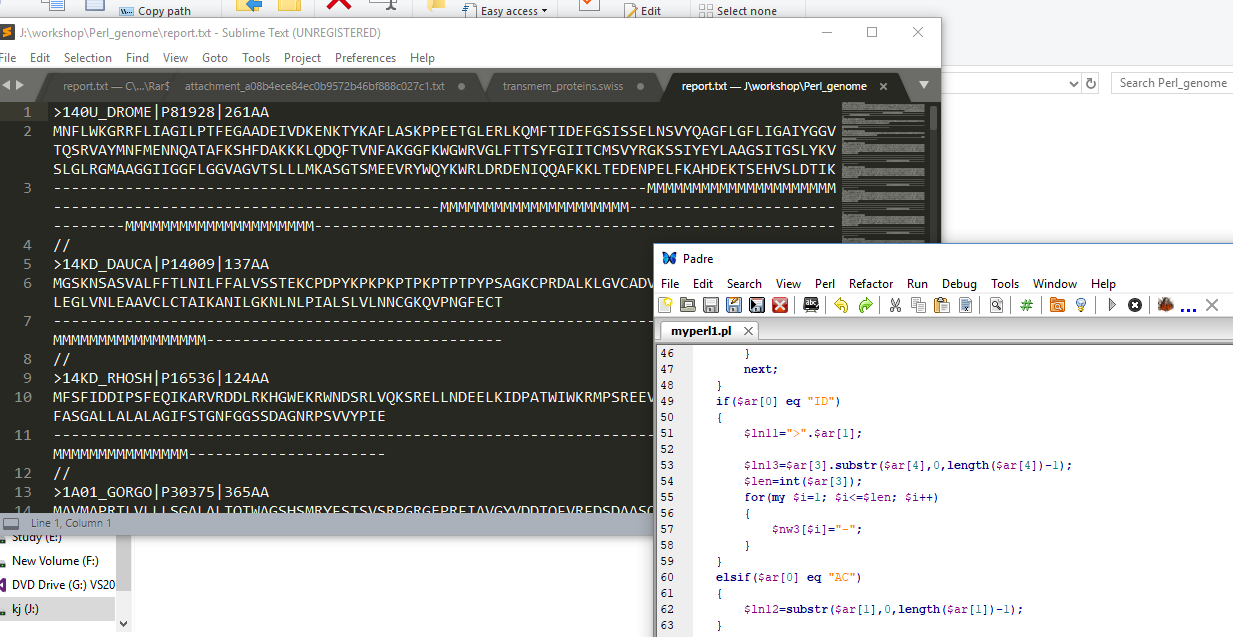 Copy path
Easy access
Edit
Select none
J:\workshop\Perl_genome\report.txt - Sublime Text (UNREGISTERED)
File Edit Selection Find View Goto Tools Project Preferences Help
report.txt — C\...\Rar$ attachment_a08b4ece84ec0b9572b46bf888c027c1.txt transmem_proteins.swiss report.txt — J\workshop\Perl_genome
Search Perl_genome
1 >140U_DROME|P81928|261AA
2 MNFLWKGRRFLIAGILPTFEGAADEIVDKENKTYKAFLASKPPEETGLERLKQMFTIDEFGSISSELNSVYQAGFLGFLIGAIYGGV
TQSRVAYMNFMENNQATAFKSHFDAKKKLQDQFTVNFAKGGFKWGWRVGLFTTSYFGIITCMSVYRGKSSIYEYLAAGSITGSLYKV
SLGLRGMAAGGIIGGFLGGVAGVTSLLLMKASGTSMEEVRYWQYKWRLDRDENIQQAFKKLTEDENPELFKAHDEKTSEHVSLDTIK
3 ------------------------------------------------------------------MMMMMMMMMMMMMMMMMMMMM
-------------------------------------------MMMMMMMMMMMMMMMMMMMMM-----------------------
--------MMMMMMMMMMMMMMMMMMMMM----------------------------------------------------------
4 //
5 >14KD_DAUCA|P14009|137AA
6 MGSKNSASVALFFTLNILFFALVSSTEKCPDPYKPKPKPTPKPTPTPYPSAGKCPRDALKLGVCADV
LEGLVNLEAAVCLCTAIKANILGKNLNLPIALSLVLNNCGKQVPNGFECT
7 -------------------------------------------------------------------
MMMMMMMMMMMMMMMMM---------------------------------
8 //
9 >14KD_RHOSH|P16536|124AA
10 MFSFIDDIPSFEQIKARVRDDLRKHGWEKRWNDSRLVQKSRELLNDEELKIDPATWIWKRMPSREEV
FASGALLALALAGIFSTGNFGGSSDAGNRPSVVYPIE
11 -------------------------------------------------------------------
MMMMMMMMMMMMMMM----------------------
12 //
13 >1A01_GORGO|P30375|365AA
14
Line 1, Column 1
Study (E:)
New Volume (F:)
DVD Drive (G:) VS20
kj (J:)
Padre
File Edit Search View Perl Refactor Run Debug Tools Window Help
myperl1.pl
46 }
47 next;
48 }
49 if($ar[0] eq "ID")
50 {
51 $ln11=">".$ar[1];
52
53 $ln13=$ar[3].substr($ar[4],0,length($ar[4])-1);
54 $len=int($ar[3]);
55 for(my $i=1; $i<=$len; $i++)
56 {
57 $nw3[$i]="-";
58 }
59 }
60 elsif($ar[0] eq "AC")
61 {
62 $ln12=substr($ar[1],0,length($ar[1])-1);
63 }